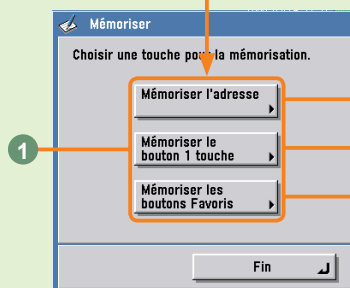 Mémoriser
Choisir une touche pour la mémorisation.
Mémoriser l'adresse
1
Mémoriser le
bouton 1 touche
Mémoriser les
boutons Favoris
Fin